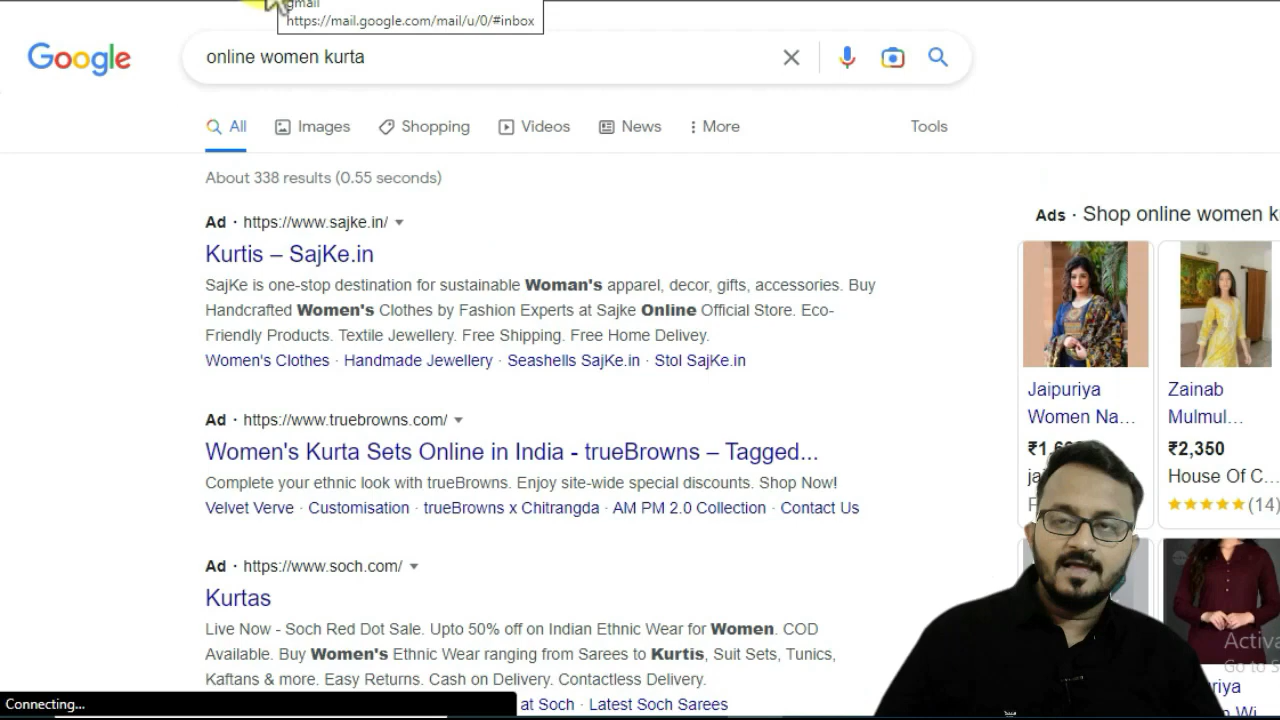 gmail
https://mail.google.com/mail/u/0/#inbox
Google
online women kurta
All
Images
Shopping
Videos
News
More
Tools
About 338 results (0.55 seconds)
Ad · https://www.sajke.in/
Kurtis – SajKe.in
SajKe is one-stop destination for sustainable Woman's apparel, decor, gifts, accessories. Buy
Handcrafted Women's Clothes by Fashion Experts at Sajke Online Official Store. Eco-
Friendly Products. Textile Jewellery. Free Shipping. Free Home Delivey.
Women's Clothes · Handmade Jewellery · Seashells SajKe.in · Stol SajKe.in
Ad · https://www.truebrowns.com/
Women's Kurta Sets Online in India - trueBrowns – Tagged...
Complete your ethnic look with trueBrowns. Enjoy site-wide special discounts. Shop Now!
Velvet Verve · Customisation · trueBrowns x Chitrangda · AM PM 2.0 Collection · Contact Us
Ad · https://www.soch.com/
Kurtas
Live Now - Soch Red Dot Sale. Upto 50% off on Indian Ethnic Wear for Women. COD
Available. Buy Women's Ethnic Wear ranging from Sarees to Kurtis, Suit Sets, Tunics,
Kaftans & more. Easy Returns. Cash on Delivery. Contactless Delivery.
at Soch · Latest Soch Sarees
Connecting...
Ads · Shop online women
Jaipuriya
Women Na...
Zainab
Mulmul...
₹2,350
House Of C...
(14)
Go to